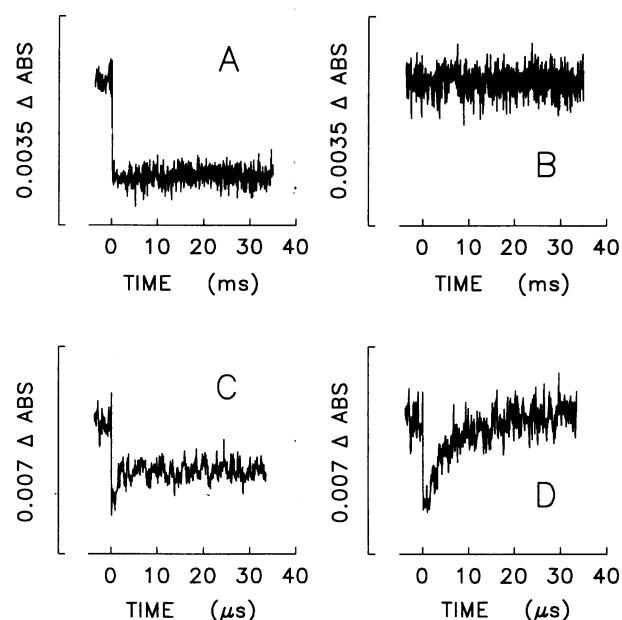 A
0.0035 Δ ABS
0 10 20 30 40
TIME (ms)
B
0.0035 Δ ABS
0 10 20 30 40
TIME (ms)
C
0.007 Δ ABS
0 10 20 30 40
TIME (μs)
D
0.007 Δ ABS
0 10 20 30 40
TIME (μs)